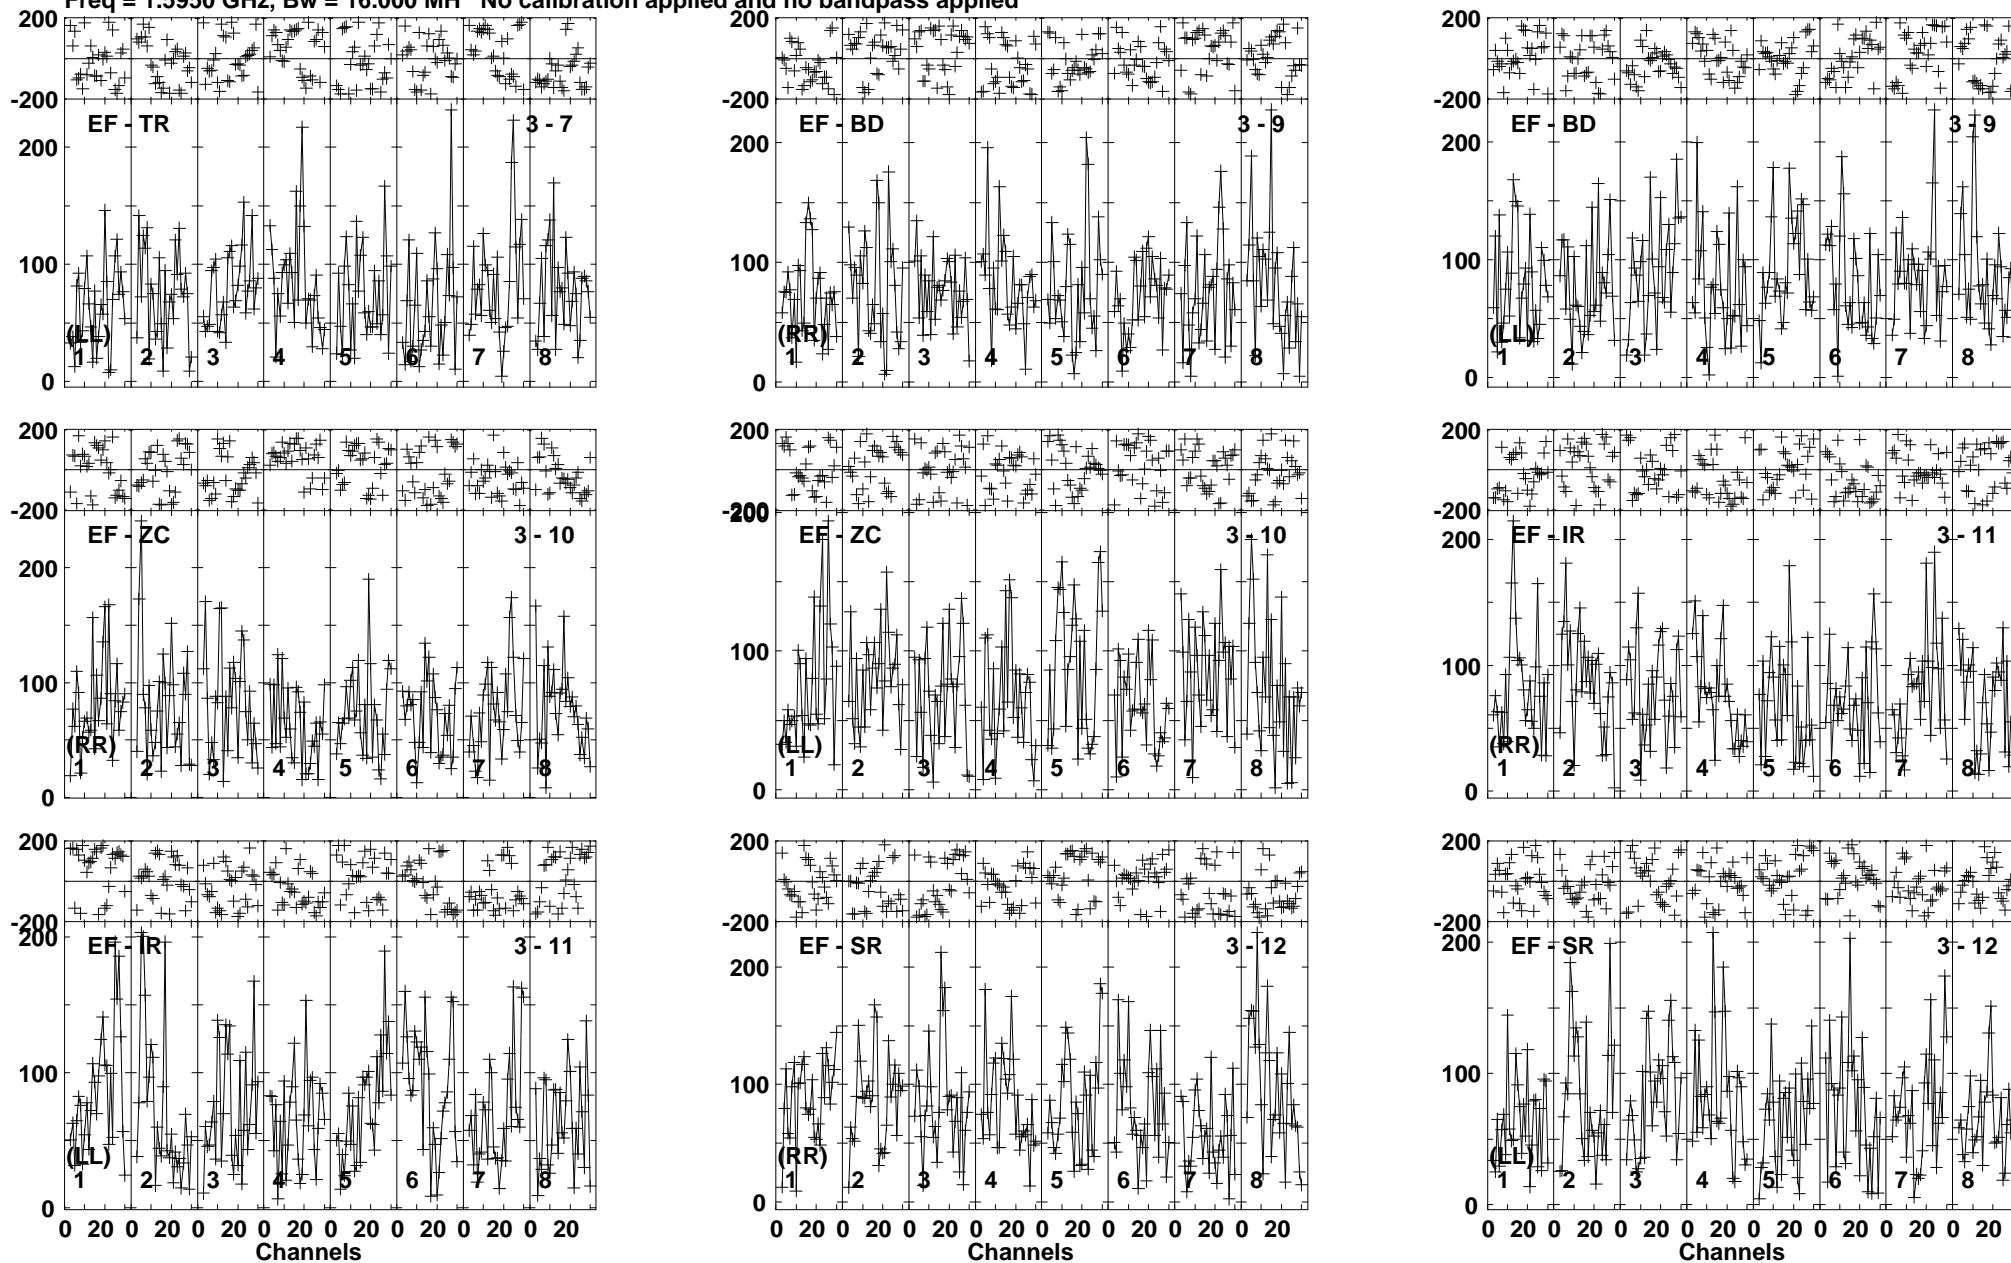 Freq = 1.5950 GHz, Bw = 16.000 MH   No calibration applied and no bandpass applied
200 200 200
-200 -200 -200
EF - TR 3 - 7 EF - BD 3 - 9 EF - BD 3 - 9
200 200 200
100 100 100
(LL) (RR) (LL)
1 2 3 4 5 6 7 8 1 2 3 4 5 6 7 8 1 2 3 4 5 6 7 8
0 0 0
200 200 200
-200 -200 -200
200
EF - ZC 3 - 10 EF - ZC 3 - 10 EF - IR 3 - 11
200 200
100 100 100
(RR) (LL) (RR)
1 2 3 4 5 6 7 8 1 2 3 4 5 6 7 8 1 2 3 4 5 6 7 8
0 0 0
200 200 200
-200 -200 -200
EF - IR 3 - 11 EF - SR 3 - 12 EF - SR 3 - 12
200 200 200
100 100 100
(LL) (RR) (LL)
1 2 3 4 5 6 7 8 1 2 3 4 5 6 7 8 1 2 3 4 5 6 7 8
0 0 0
0 20 0 20 0 20 0 20 0 20 0 20 0 20 0 20 0 20 0 20 0 20 0 20 0 20 0 20 0 20 0 20 0 20 0 20 0 20 0 20 0 20 0 20 0 20 0 20
Channels Channels Channels